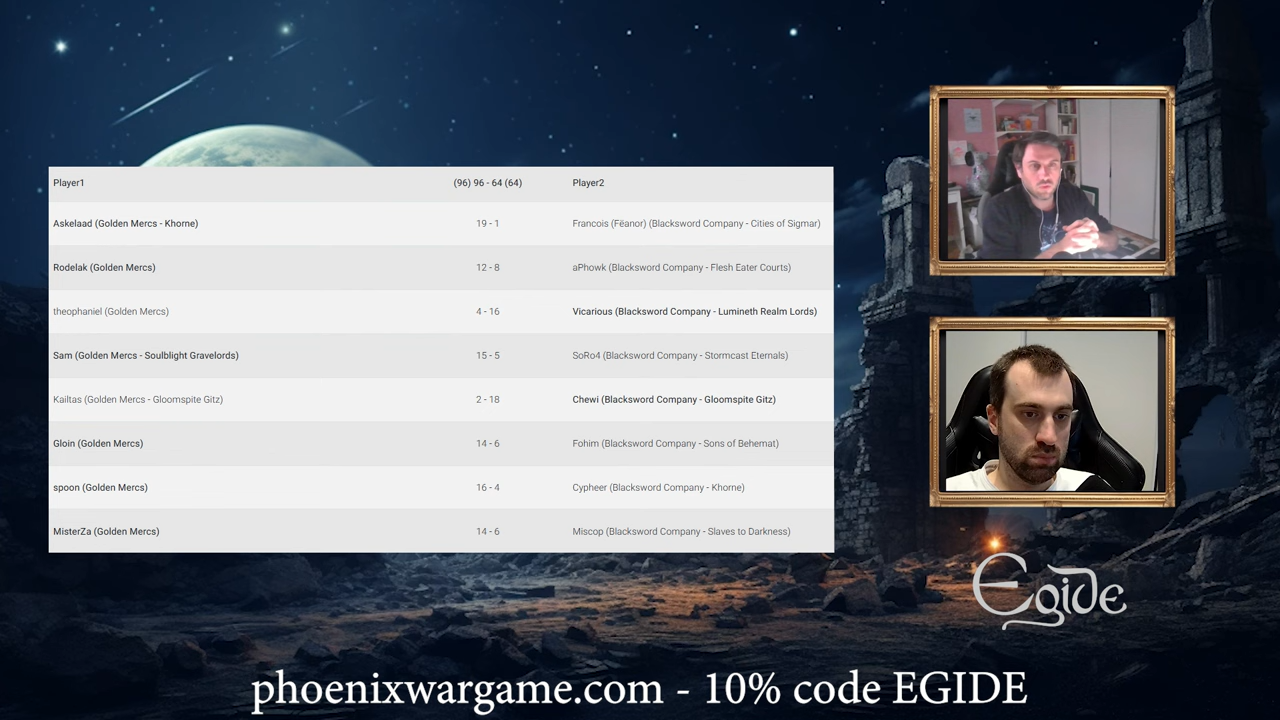 Player1 (96) 96 - 64 (64) Player2
Askelaad (Golden Mercs - Khorne) 19 - 1 Francois (Fëanor) (Blacksword Company - Cities of Sigmar)
Rodelak (Golden Mercs) 12 - 8 aPhowk (Blacksword Company - Flesh Eater Courts)
theophaniel (Golden Mercs) 4 - 16 Vicarious (Blacksword Company - Lumineth Realm Lords)
Sam (Golden Mercs - Soulblight Gravelords) 15 - 5 SoRo4 (Blacksword Company - Stormcast Eternals)
Kailtas (Golden Mercs - Gloomspite Gitz) 2 - 18 Chewi (Blacksword Company - Gloomspite Gitz)
Gloin (Golden Mercs) 14 - 6 Fohim (Blacksword Company - Sons of Behemat)
spoon (Golden Mercs) 16 - 4 Cypheer (Blacksword Company - Khorne)
MisterZa (Golden Mercs) 14 - 6 Miscop (Blacksword Company - Slaves to Darkness)
Egide
phoenixwargame.com - 10% code EGIDE